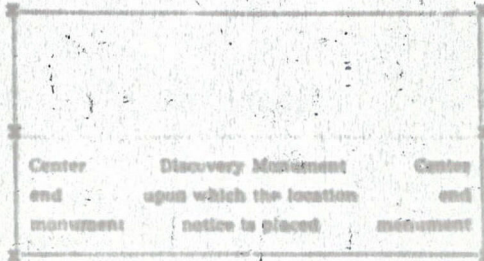 Center Discovery Monument Center
end upon which the location end
monument notice is placed monument